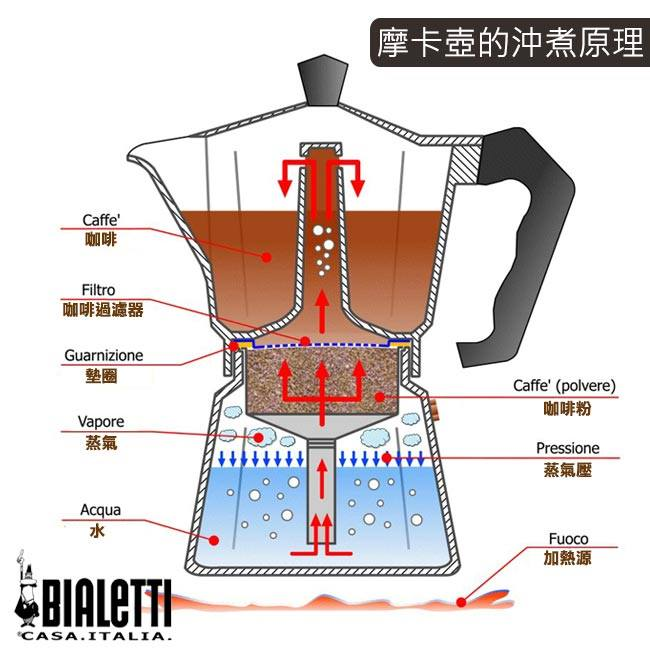 摩卡壺的沖煮原理
Caffe'
咖啡
Filtro
咖啡過濾器
Guarnizione
墊圈
Vapore
蒸氣
Acqua
水
Caffe' (polvere)
咖啡粉
Pressione
蒸氣壓
Fuoco
加熱源
BIALETTI
CASA.ITALIA.